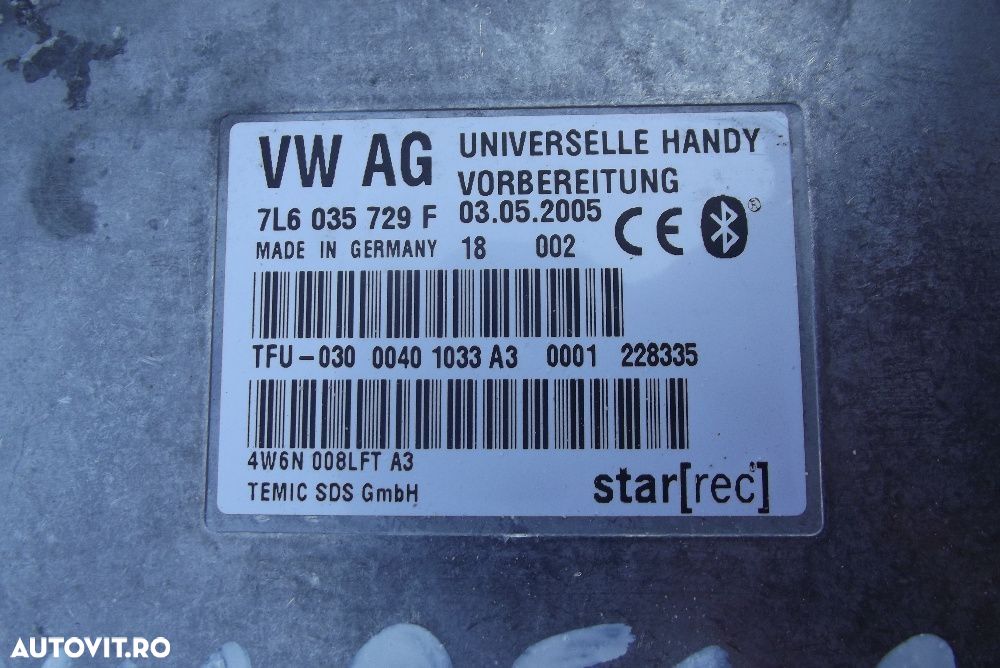 VW AG UNIVERSELLE HANDY
VORBEREITUNG
7L6 035 729 F 03.05.2005
MADE IN GERMANY 18 002
CE
TFU-030 0040 1033 A3 0001 228335
4W6N 008LFT A3
TEMIC SDS GmbH
star[rec]
AUTOVIT.RO